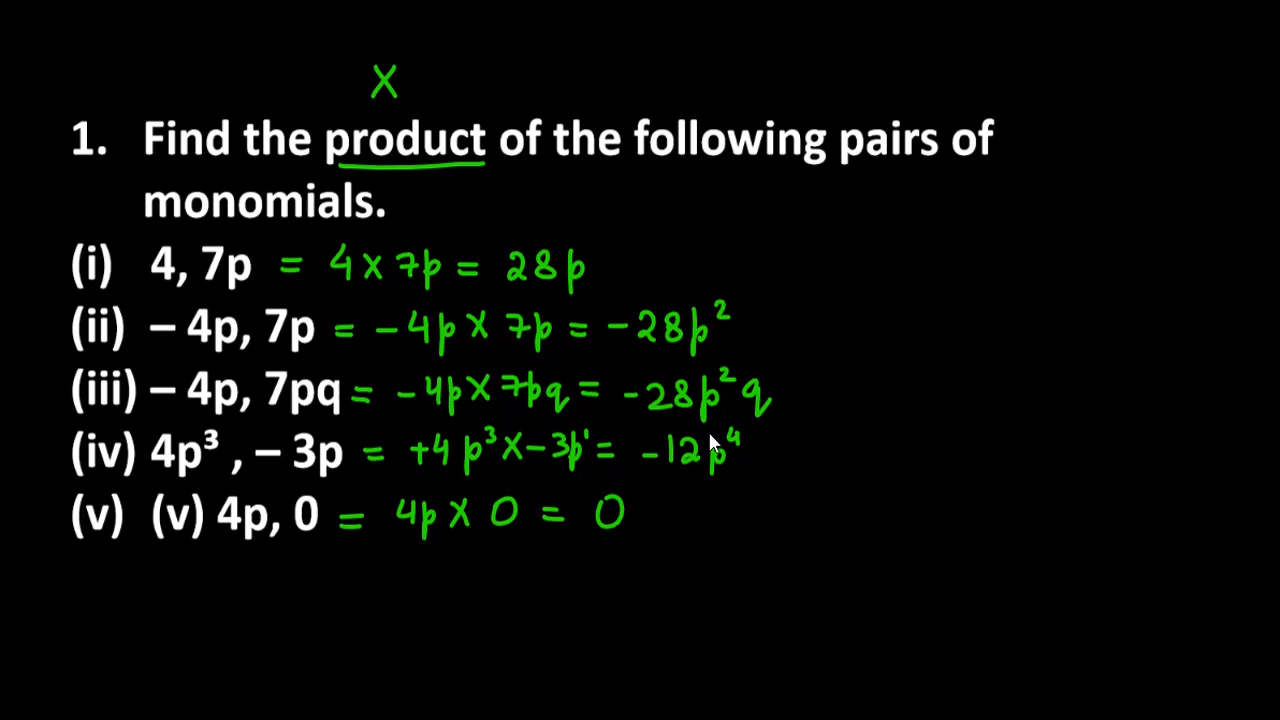 X
1. Find the product of the following pairs of
monomials.
(i) 4, 7p = 4 × 7p = 28p
(ii) – 4p, 7p = -4p × 7p = -28p²
(iii) – 4p, 7pq = -4p × 7pq = -28p²q
(iv) 4p³ , – 3p = +4p³ × -3p¹ = -12p⁴
(v) (v) 4p, 0 = 4p × 0 = 0